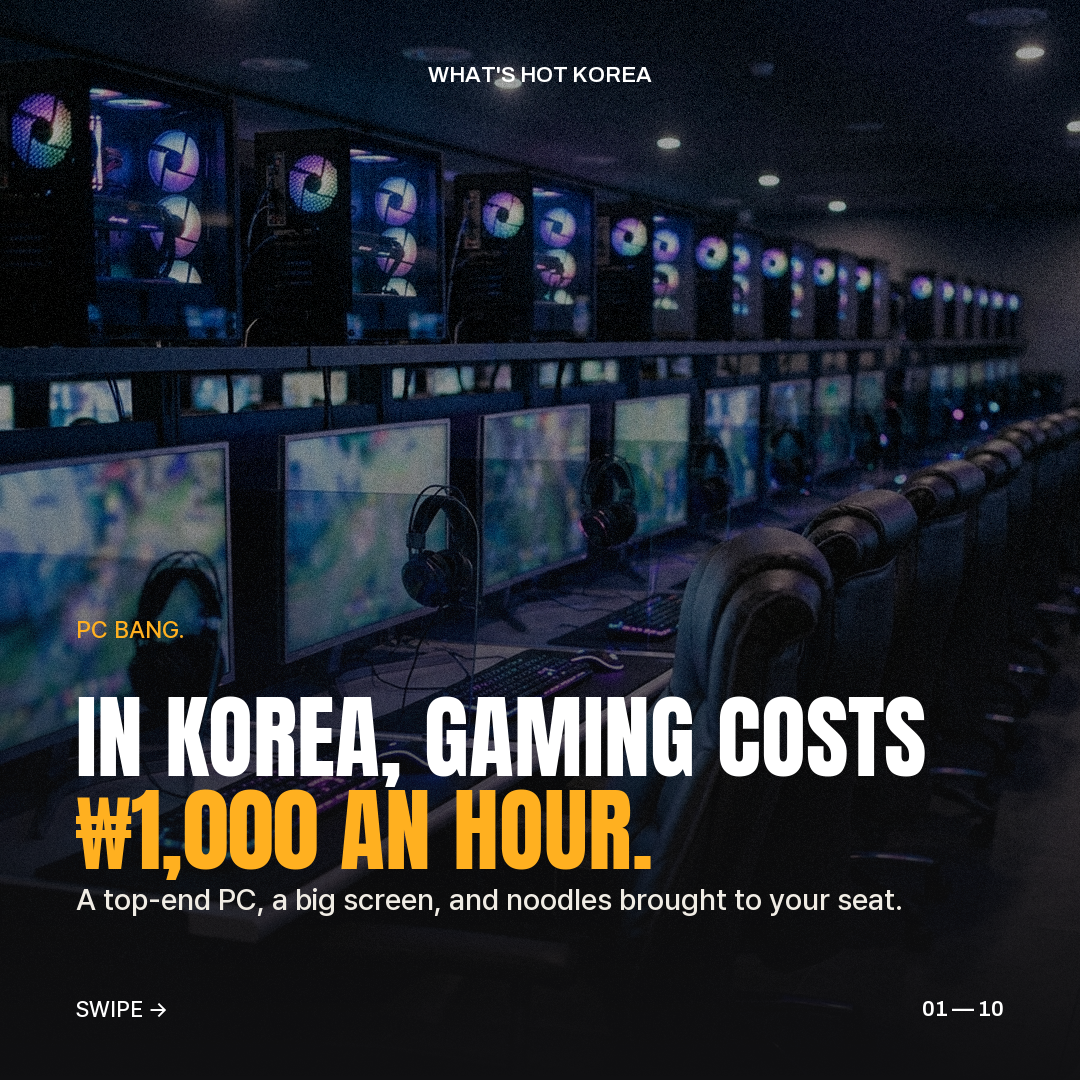 WHAT'S HOT KOREA
PC BANG.
IN KOREA, GAMING COSTS
₩1,000 AN HOUR.
A top-end PC, a big screen, and noodles brought to your seat.
SWIPE →
01 — 10